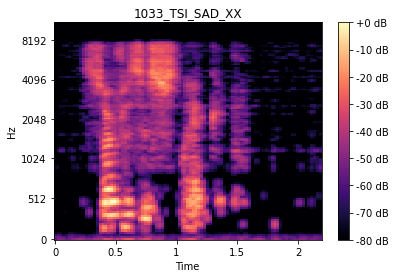 1033_TSI_SAD_XX
8192
4096
2048
1024
512
0
Hz
0
0.5
1
1.5
2
Time
+0 dB
-10 dB
-20 dB
-30 dB
-40 dB
-50 dB
-60 dB
-70 dB
-80 dB